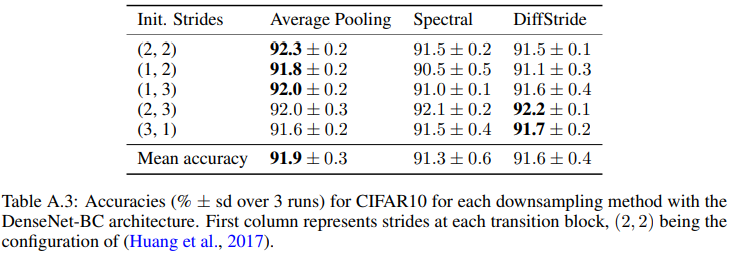 Init. Strides Average Pooling Spectral DiffStride
(2, 2) 92.3 ± 0.2 91.5 ± 0.2 91.5 ± 0.1
(1, 2) 91.8 ± 0.2 90.5 ± 0.5 91.1 ± 0.3
(1, 3) 92.0 ± 0.2 91.0 ± 0.1 91.6 ± 0.4
(2, 3) 92.0 ± 0.3 92.1 ± 0.2 92.2 ± 0.1
(3, 1) 91.6 ± 0.2 91.5 ± 0.4 91.7 ± 0.2
Mean accuracy 91.9 ± 0.3 91.3 ± 0.6 91.6 ± 0.4
Table A.3: Accuracies (% ± sd over 3 runs) for CIFAR10 for each downsampling method with the
DenseNet-BC architecture. First column represents strides at each transition block, (2, 2) being the
configuration of (Huang et al., 2017).